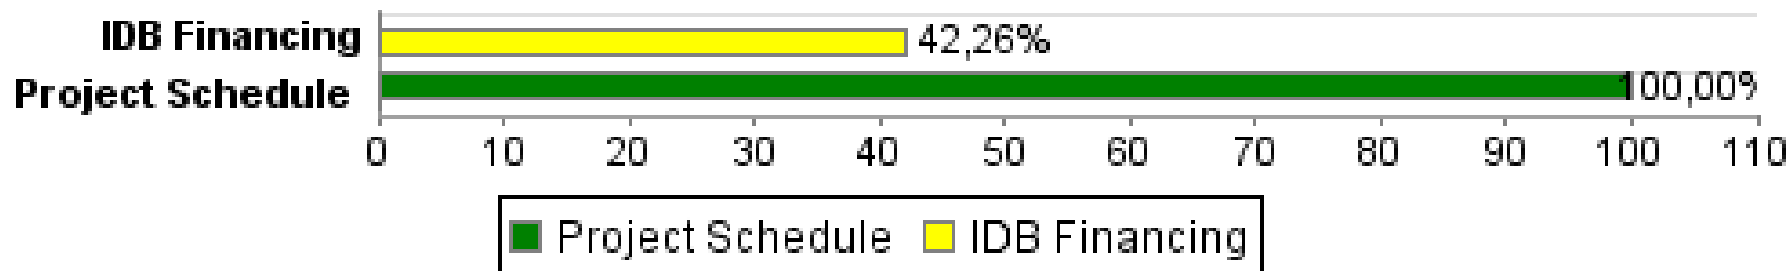 IDB Financing 42,26%
Project Schedule 100,00%
0 10 20 30 40 50 60 70 80 90 100 110
Project Schedule IDB Financing